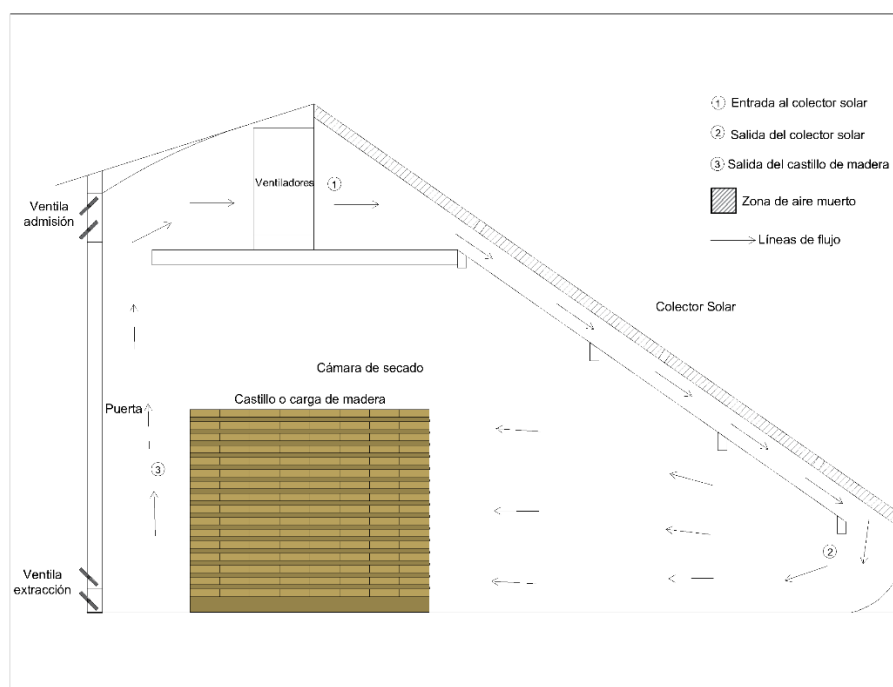 ① Entrada al colector solar
② Salida del colector solar
③ Salida del castillo de madera
Zona de aire muerto
Líneas de flujo
Ventiladores
①
Ventila
admisión
Colector Solar
Cámara de secado
Castillo o carga de madera
Puerta
③
②
Ventila
extracción